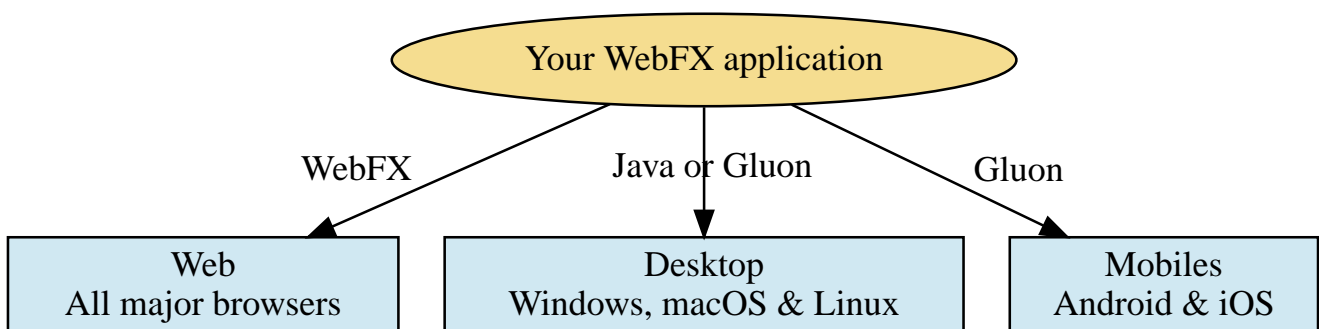 Your WebFX application
WebFX
Java or Gluon
Gluon
Web
All major browsers
Desktop
Windows, macOS & Linux
Mobiles
Android & iOS